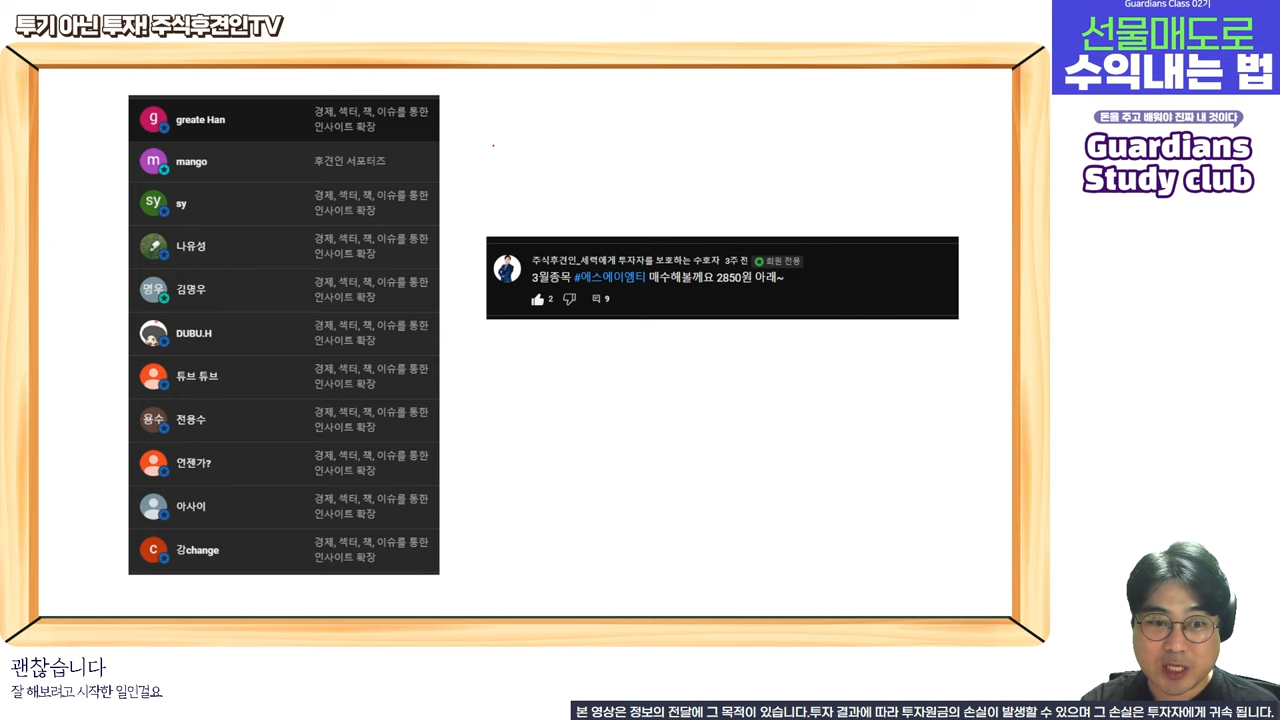 투기 아닌 투자! 주식후견인TV
Guardians Class 02기
선물매도로
수익내는 법
돈을 주고 배워야 진짜 내 것이다
Guardians
Study club
g
greate Han
경제, 섹터, 책, 이슈를 통한
인사이트 확장
m
mango
후견인 서포터즈
sy
sy
경제, 섹터, 책, 이슈를 통한
인사이트 확장
나유성
경제, 섹터, 책, 이슈를 통한
인사이트 확장
명우
김명우
경제, 섹터, 책, 이슈를 통한
인사이트 확장
DUBU.H
경제, 섹터, 책, 이슈를 통한
인사이트 확장
튜브 튜브
경제, 섹터, 책, 이슈를 통한
인사이트 확장
용수
전용수
경제, 섹터, 책, 이슈를 통한
인사이트 확장
언젠가?
경제, 섹터, 책, 이슈를 통한
인사이트 확장
아사이
경제, 섹터, 책, 이슈를 통한
인사이트 확장
C
강change
경제, 섹터, 책, 이슈를 통한
인사이트 확장
주식후견인_세력에게 투자자를 보호하는 수호자 3주 전 회원 전용
3월종목 #에스에이엠티 매수해볼께요 2850원 아래~
2 9
괜찮습니다
잘 해보려고 시작한 일인걸요
본 영상은 정보의 전달에 그 목적이 있습니다.투자 결과에 따라 투자원금의 손실이 발생할 수 있으며 그 손실은 투자자에게 귀속 됩니다.